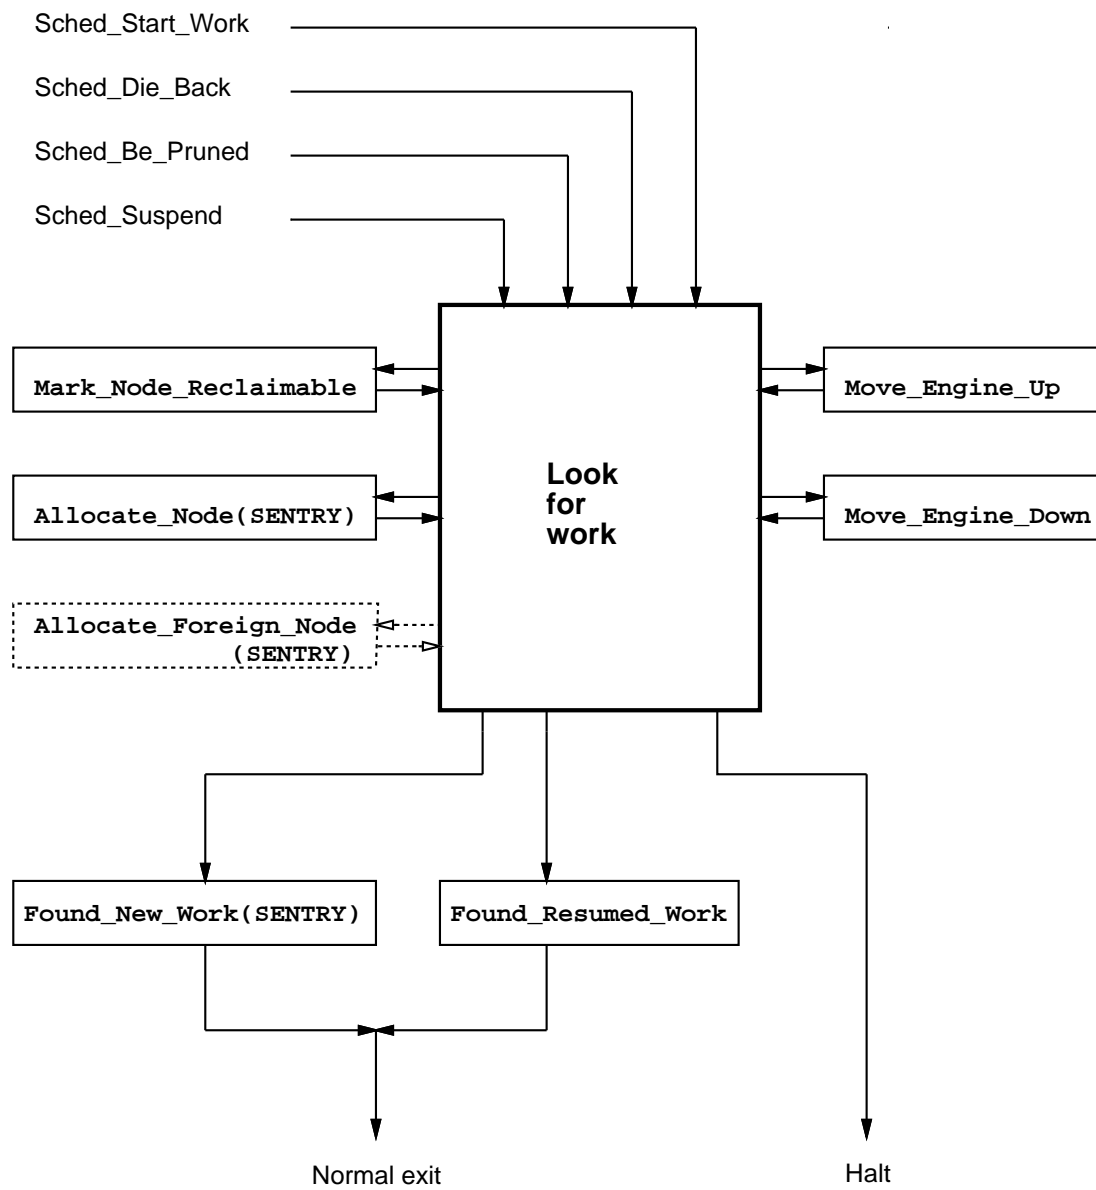 Sched_Start_Work
Sched_Die_Back
Sched_Be_Pruned
Sched_Suspend
Mark_Node_Reclaimable
Move_Engine_Up
Look
for
work
Allocate_Node(SENTRY)
Move_Engine_Down
Allocate_Foreign_Node
(SENTRY)
Found_New_Work(SENTRY)
Found_Resumed_Work
Normal exit
Halt